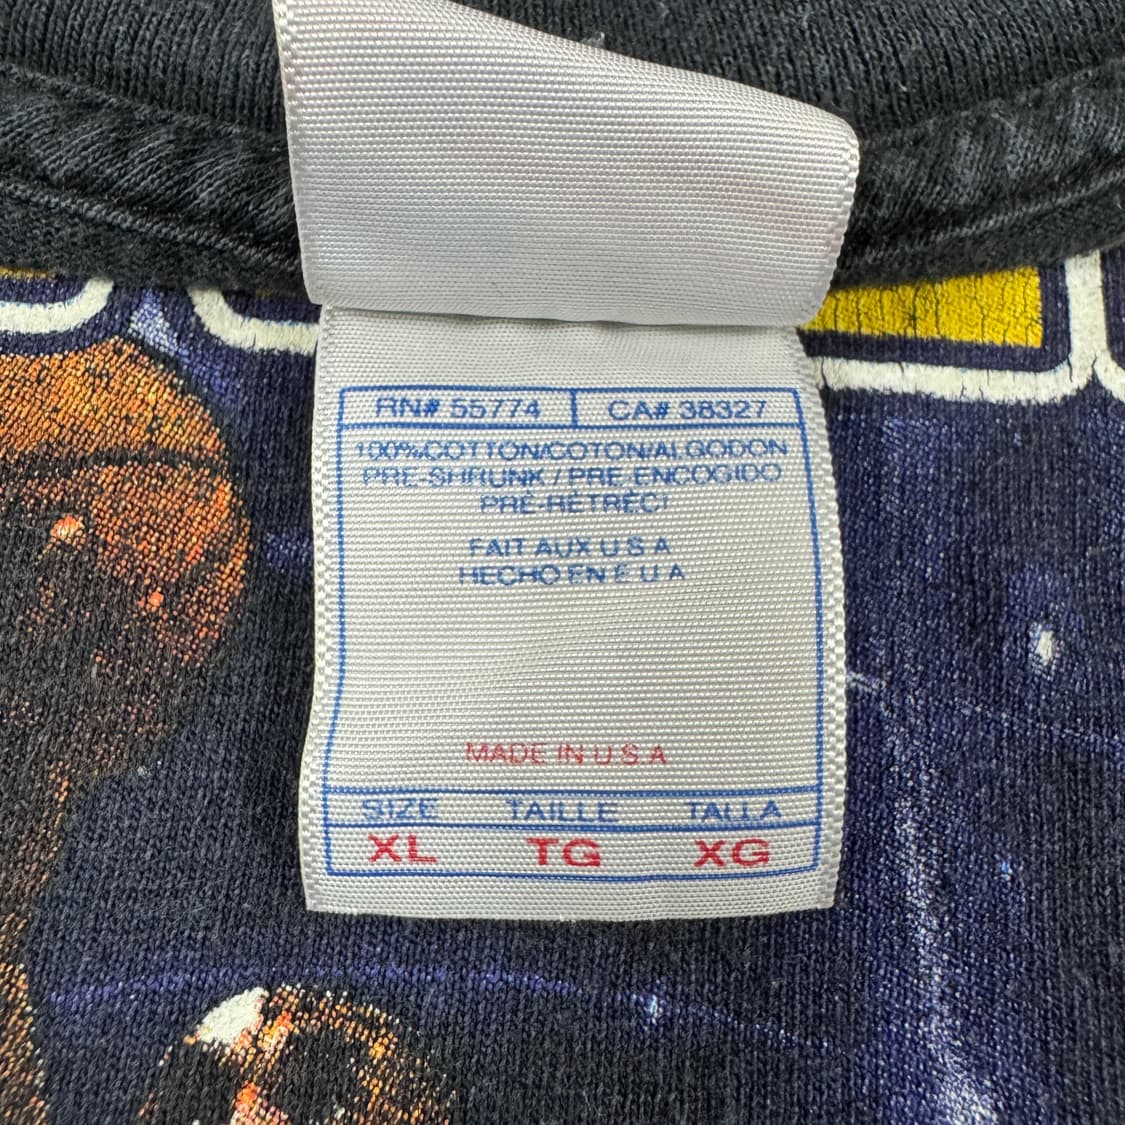 RN# 55774 CA# 38327
100%COTTON/COTON/ALGODON
PRE-SHRUNK / PRE ENCOGIDO
PRÉ-RÉTRÉCI
FAIT AUX U S A
HECHO EN E U A
MADE IN U S A
SIZE TAILLE TALLA
XL TG XG